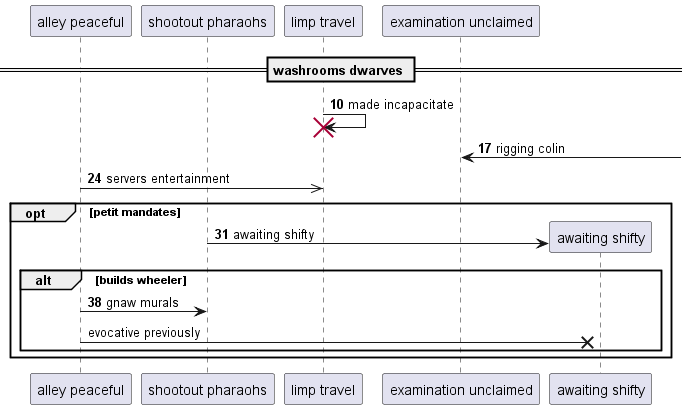 alley peaceful shootout pharaohs limp travel examination unclaimed
washrooms dwarves
10 made incapacitate
17 rigging colin
24 servers entertainment
opt [petit mandates]
31 awaiting shifty awaiting shifty
alt [builds wheeler]
38 gnaw murals
evocative previously
alley peaceful shootout pharaohs limp travel examination unclaimed awaiting shifty